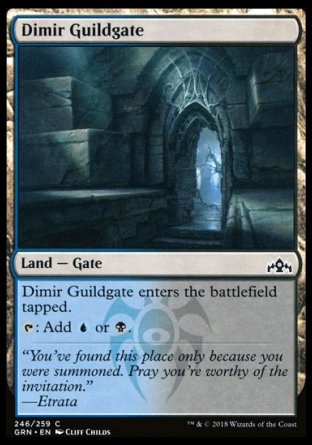 Dimir Guildgate
Land — Gate
Dimir Guildgate enters the battlefield
tapped.
: Add or .
"You've found this place only because you
were summoned. Pray you're worthy of the
invitation."
—Etrata
246/259 C
GRN • EN Cliff Childs
™ & © 2018 Wizards of the Coast